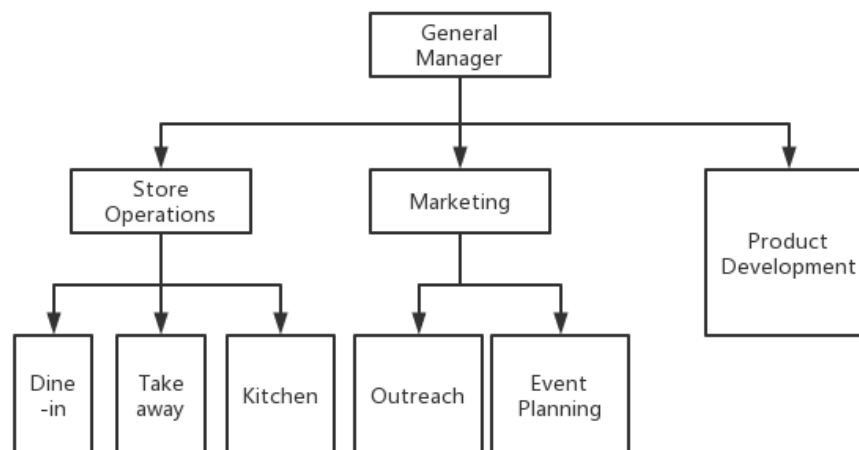 General
Manager
Store
Operations
Marketing
Product
Development
Dine
-in
Take
away
Kitchen
Outreach
Event
Planning